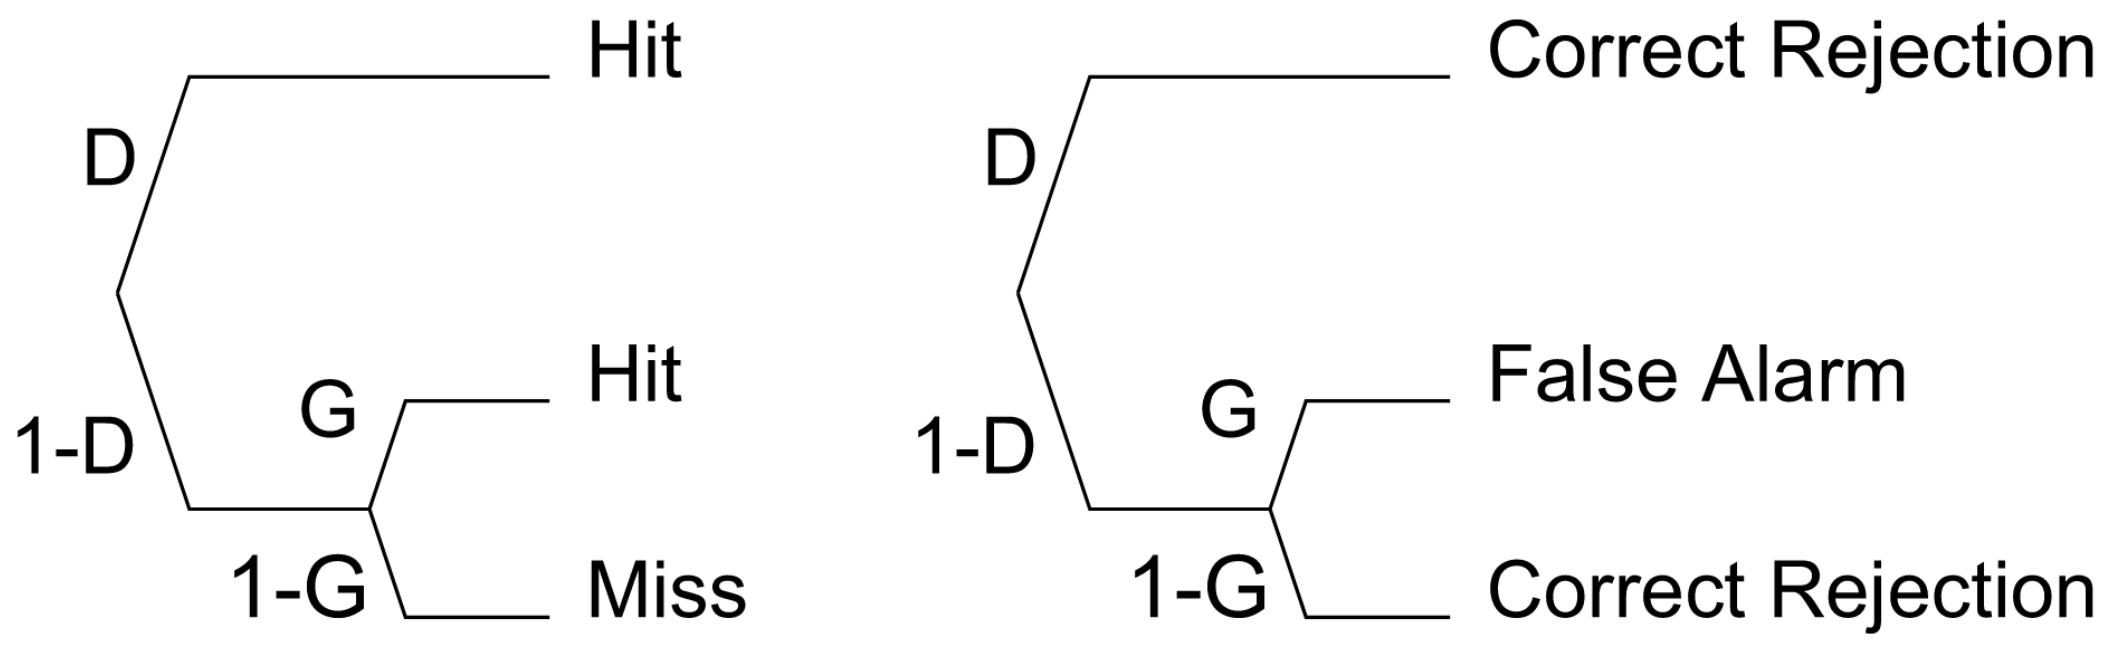 Hit
D
Hit
G
1-D
1-G
Miss
Correct Rejection
D
False Alarm
G
1-D
1-G
Correct Rejection